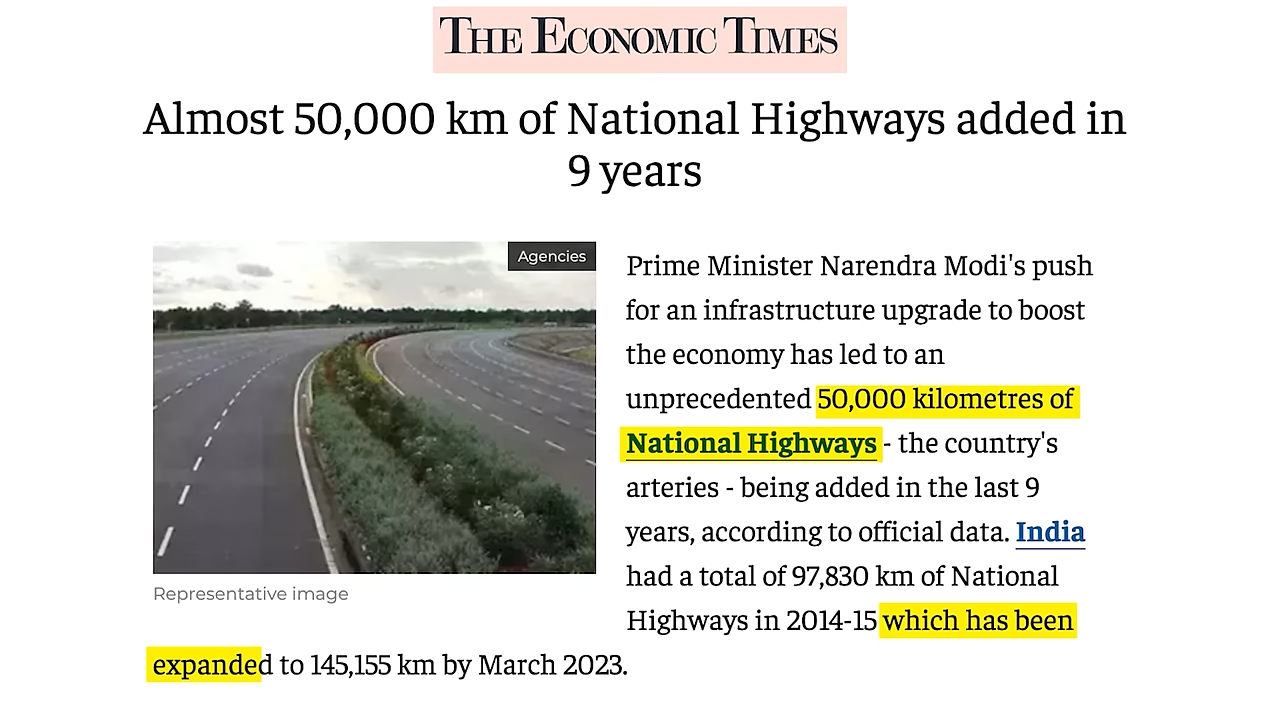 THE ECONOMIC TIMES
Almost 50,000 km of National Highways added in
9 years
Agencies
Prime Minister Narendra Modi's push
for an infrastructure upgrade to boost
the economy has led to an
unprecedented 50,000 kilometres of
National Highways - the country's
arteries - being added in the last 9
years, according to official data. India
had a total of 97,830 km of National
Highways in 2014-15 which has been
expanded to 145,155 km by March 2023.
Representative image